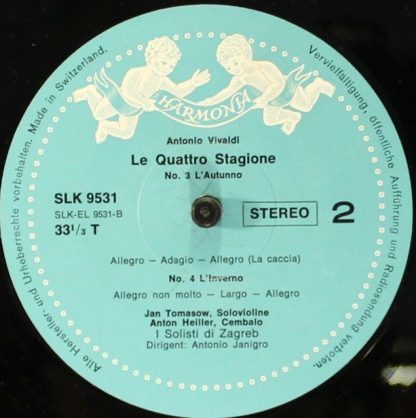 Alle Hersteller- und Urheberrechte vorbehalten. Made in Switzerland.
Vervielfältigung, öffentliche Aufführung und Radiosendung verboten.
HARMONIA
Antonio Vivaldi
Le Quattro Stagione
No. 3 L'Autunno
SLK 9531
SLK-EL 9531-B
33¹/₃ T
STEREO 2
Allegro – Adagio – Allegro (La caccia)
No. 4 L'Inverno
Allegro non molto – Largo – Allegro
Jan Tomasow, Solovioline
Anton Heiller, Cembalo
I Solisti di Zagreb
Dirigent: Antonio Janigro